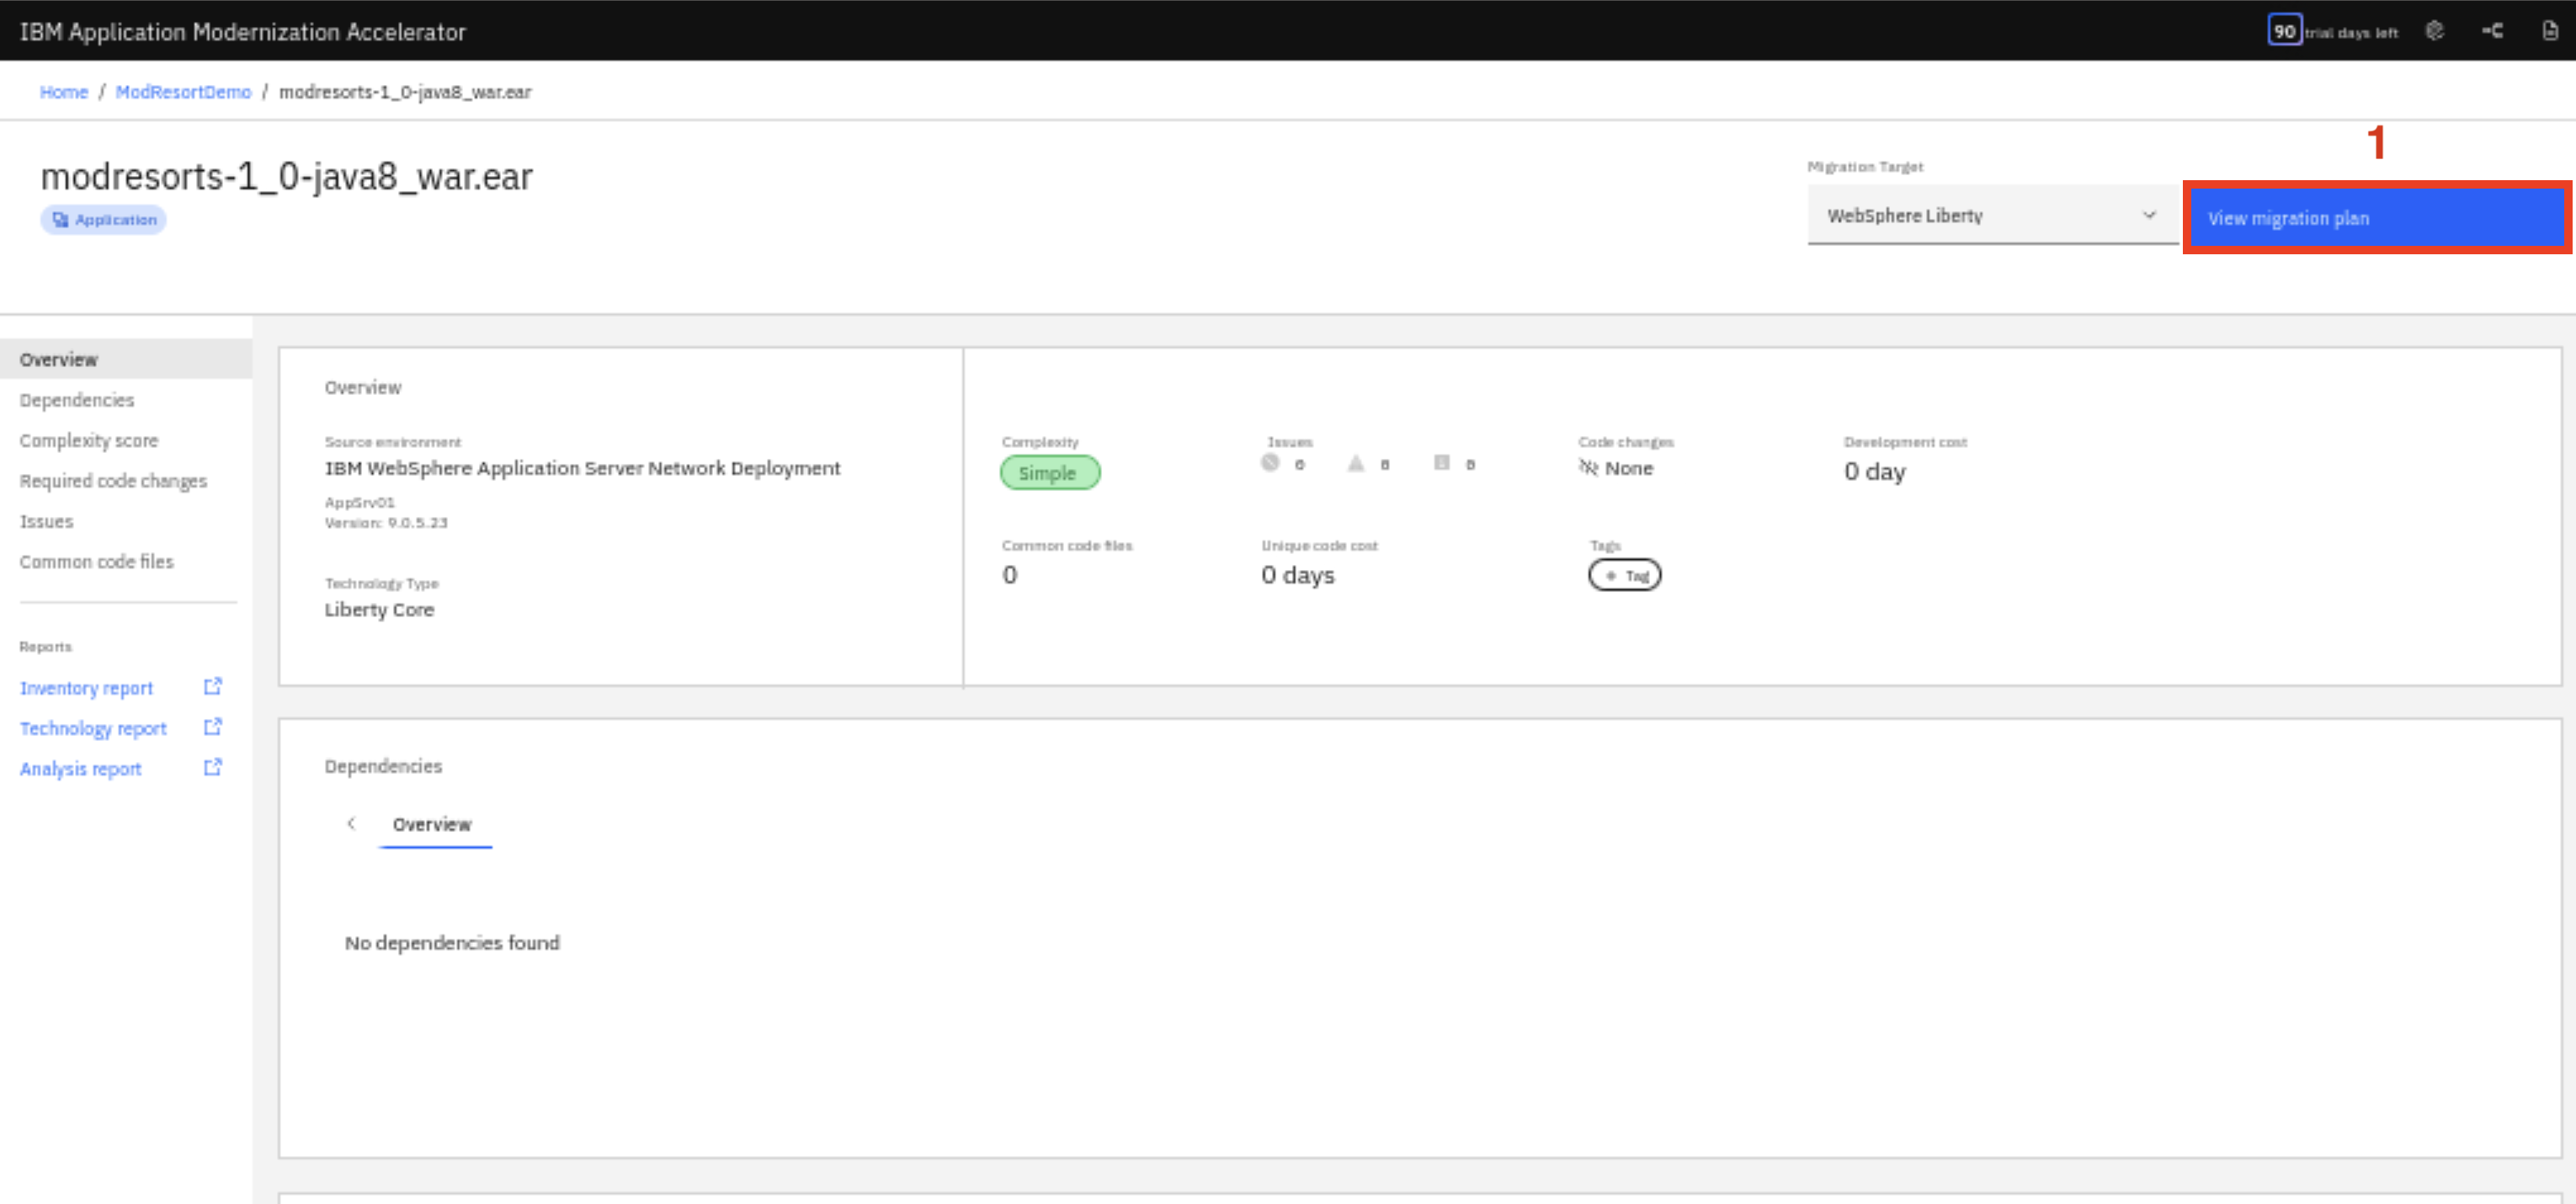 IBM Application Modernization Accelerator
90 trial days left
Home / ModResortDemo / modresorts-1_0-java8_war.ear
1
modresorts-1_0-java8_war.ear
Application
Migration Target
WebSphere Liberty
View migration plan
Overview
Dependencies
Complexity score
Required code changes
Issues
Common code files
Reports
Inventory report
Technology report
Analysis report
Overview
Source environment
IBM WebSphere Application Server Network Deployment
AppSrv01
Version: 9.0.5.23
Technology Type
Liberty Core
Complexity
Simple
Issues
0 0 0
Code changes
None
Development cost
0 day
Common code files
0
Unique code cost
0 days
Tags
+ Tag
Dependencies
Overview
No dependencies found